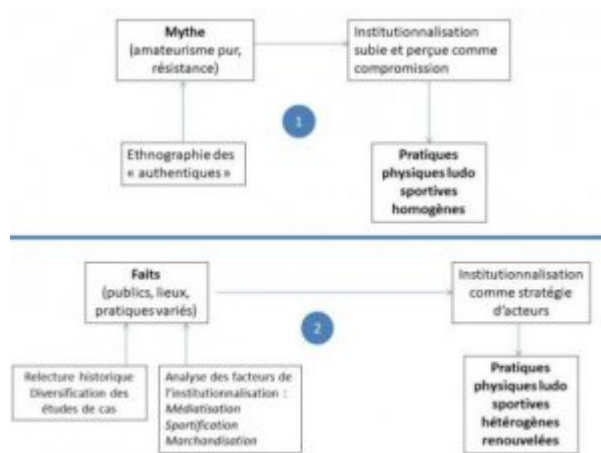 Mythe
(amateurisme pur,
résistance)
Institutionnalisation
subie et perçue comme
compromission
1
Ethnographie des
« authentiques »
Pratiques
physiques ludo
sportives
homogènes
Faits
(publics, lieux,
pratiques variés)
Institutionnalisation
comme stratégie
d'acteurs
2
Relecture historique
Diversification des
études de cas
Analyse des facteurs de
l'institutionnalisation :
Médiatisation
Sportification
Marchandisation
Pratiques
physiques ludo
sportives
hétérogènes
renouvelées